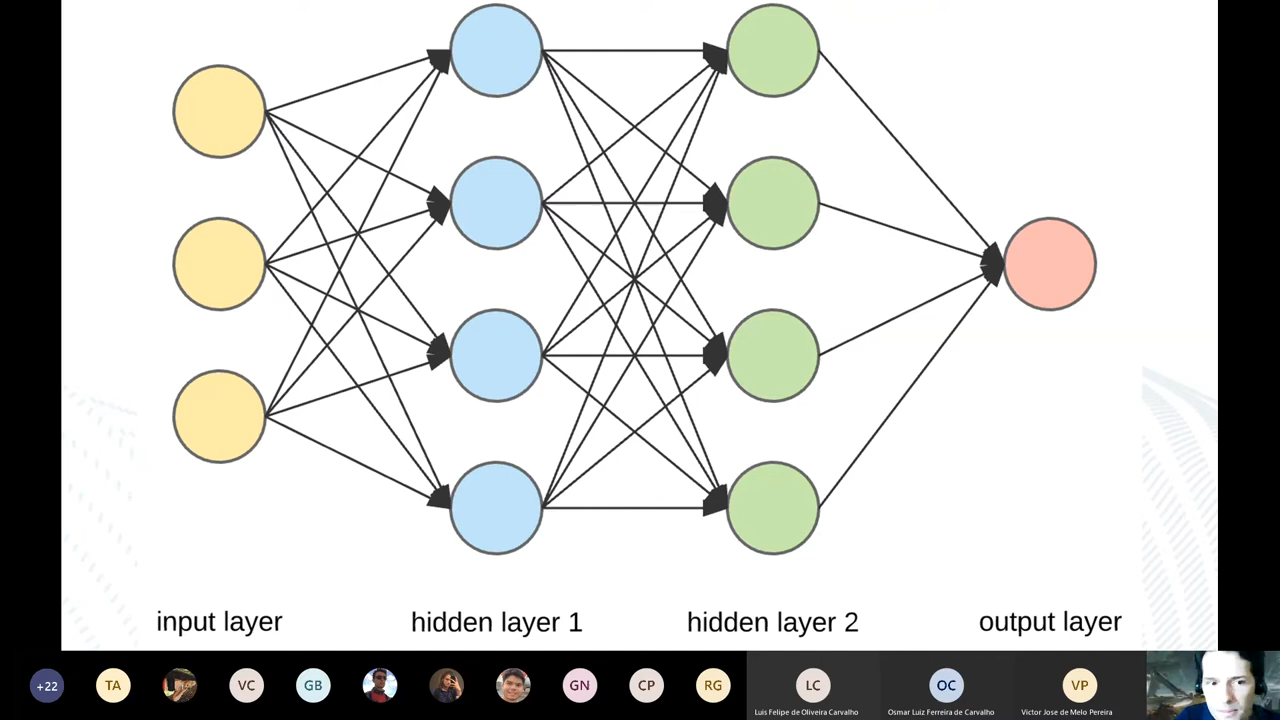 input layer
hidden layer 1
hidden layer 2
output layer
+22
TA
VC
GB
GN
CP
RG
LC
OC
VP
Luis Felipe de Oliveira Carvalho
Osmar Luiz Ferreira de Carvalho
Victor Jose de Melo Pereira